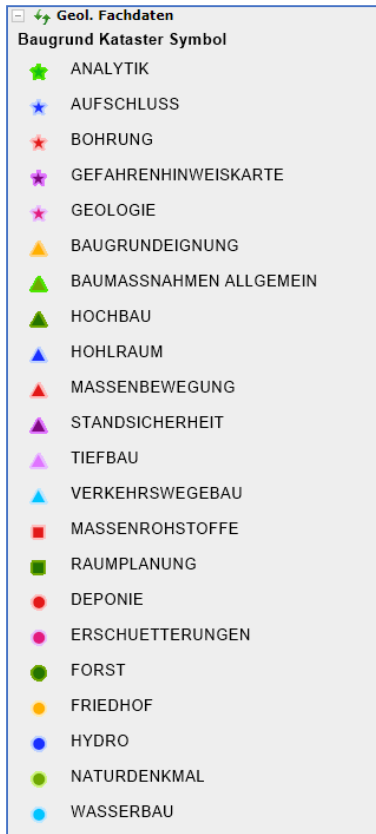 Geol. Fachdaten
Baugrund Kataster Symbol
ANALYTIK
AUFSCHLUSS
BOHRUNG
GEFAHRENHINWEISKARTE
GEOLOGIE
BAUGRUNDEIGNUNG
BAUMASSNAHMEN ALLGEMEIN
HOCHBAU
HOHLRAUM
MASSENBEWEGUNG
STANDSICHERHEIT
TIEFBAU
VERKEHRSWEGEBAU
MASSENROHSTOFFE
RAUMPLANUNG
DEPONIE
ERSCHUETTERUNGEN
FORST
FRIEDHOF
HYDRO
NATURDENKMAL
WASSERBAU